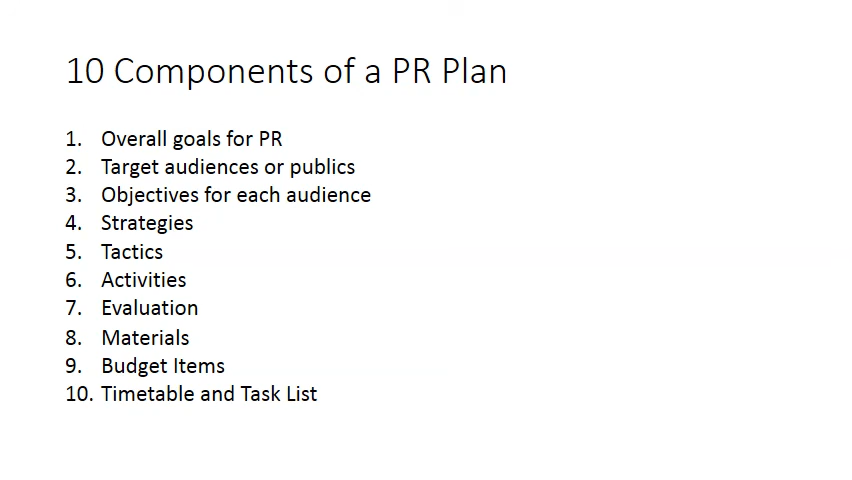 10 Components of a PR Plan
1. Overall goals for PR
2. Target audiences or publics
3. Objectives for each audience
4. Strategies
5. Tactics
6. Activities
7. Evaluation
8. Materials
9. Budget Items
10. Timetable and Task List